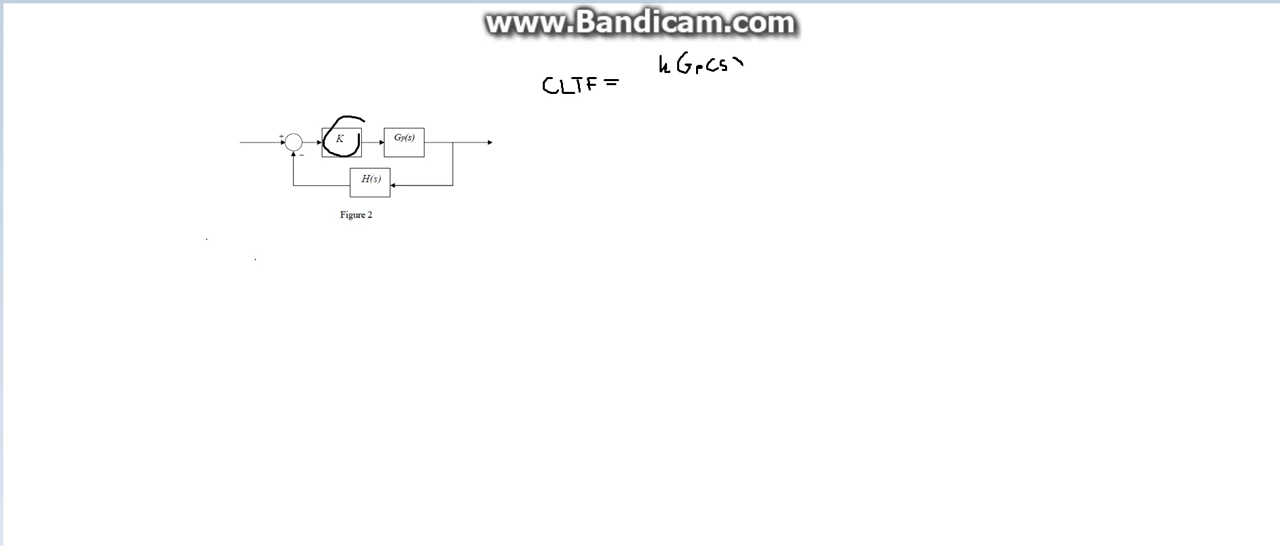 www.Bandicam.com
kGp(s)
CLTF =
+
K
Gp(s)
−
H(s)
Figure 2